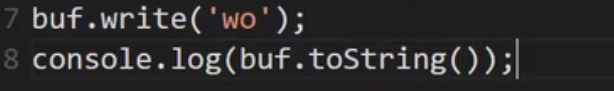 7 buf.write('wo');
8 console.log(buf.toString());